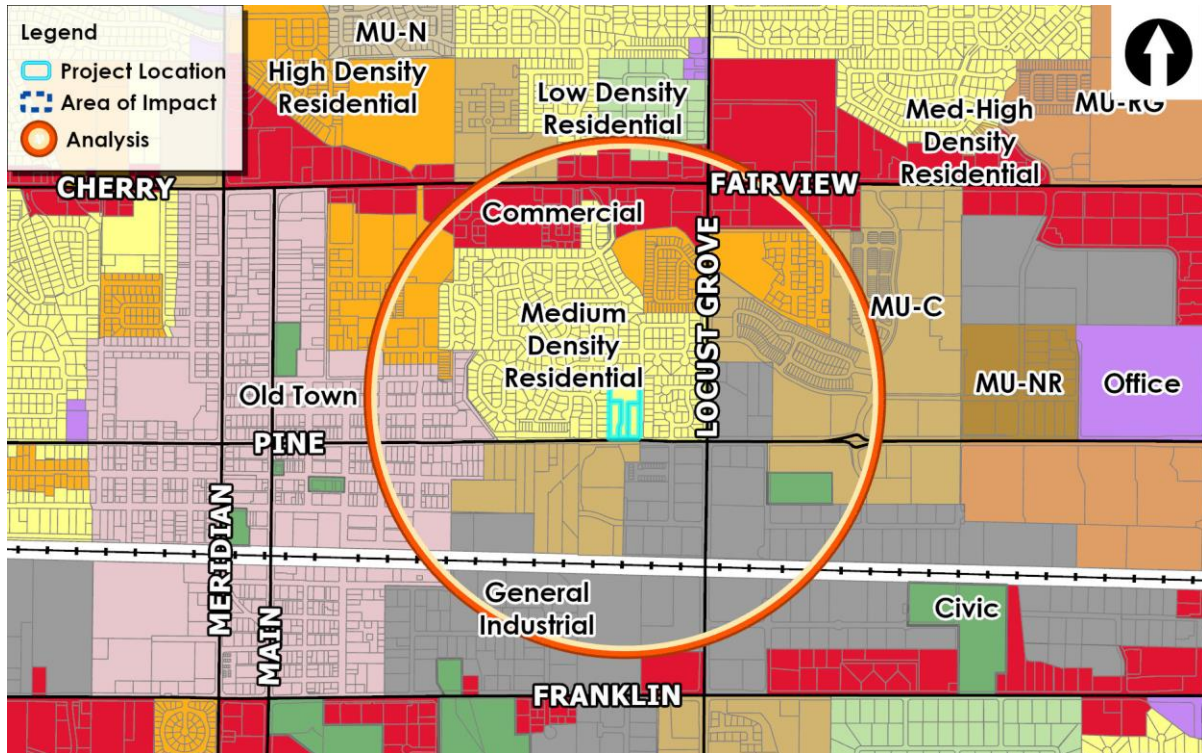 Legend
Project Location
Area of Impact
Analysis
MU-N
High Density
Residential
Low Density
Residential
Med-High
Density
Residential
MU-RG
CHERRY
FAIRVIEW
Commercial
LOCUST GROVE
MU-C
Medium
Density
Residential
MU-NR
Office
Old Town
PINE
MERIDIAN
MAIN
General
Industrial
Civic
FRANKLIN